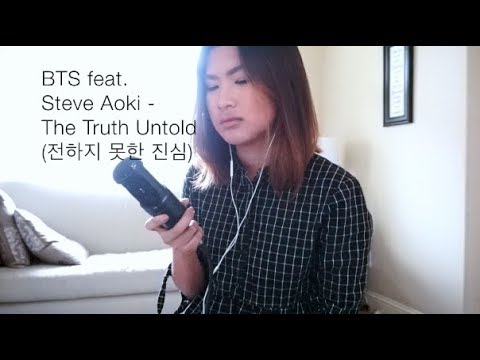 BTS feat.
Steve Aoki -
The Truth Untold
(전하지 못한 진심)